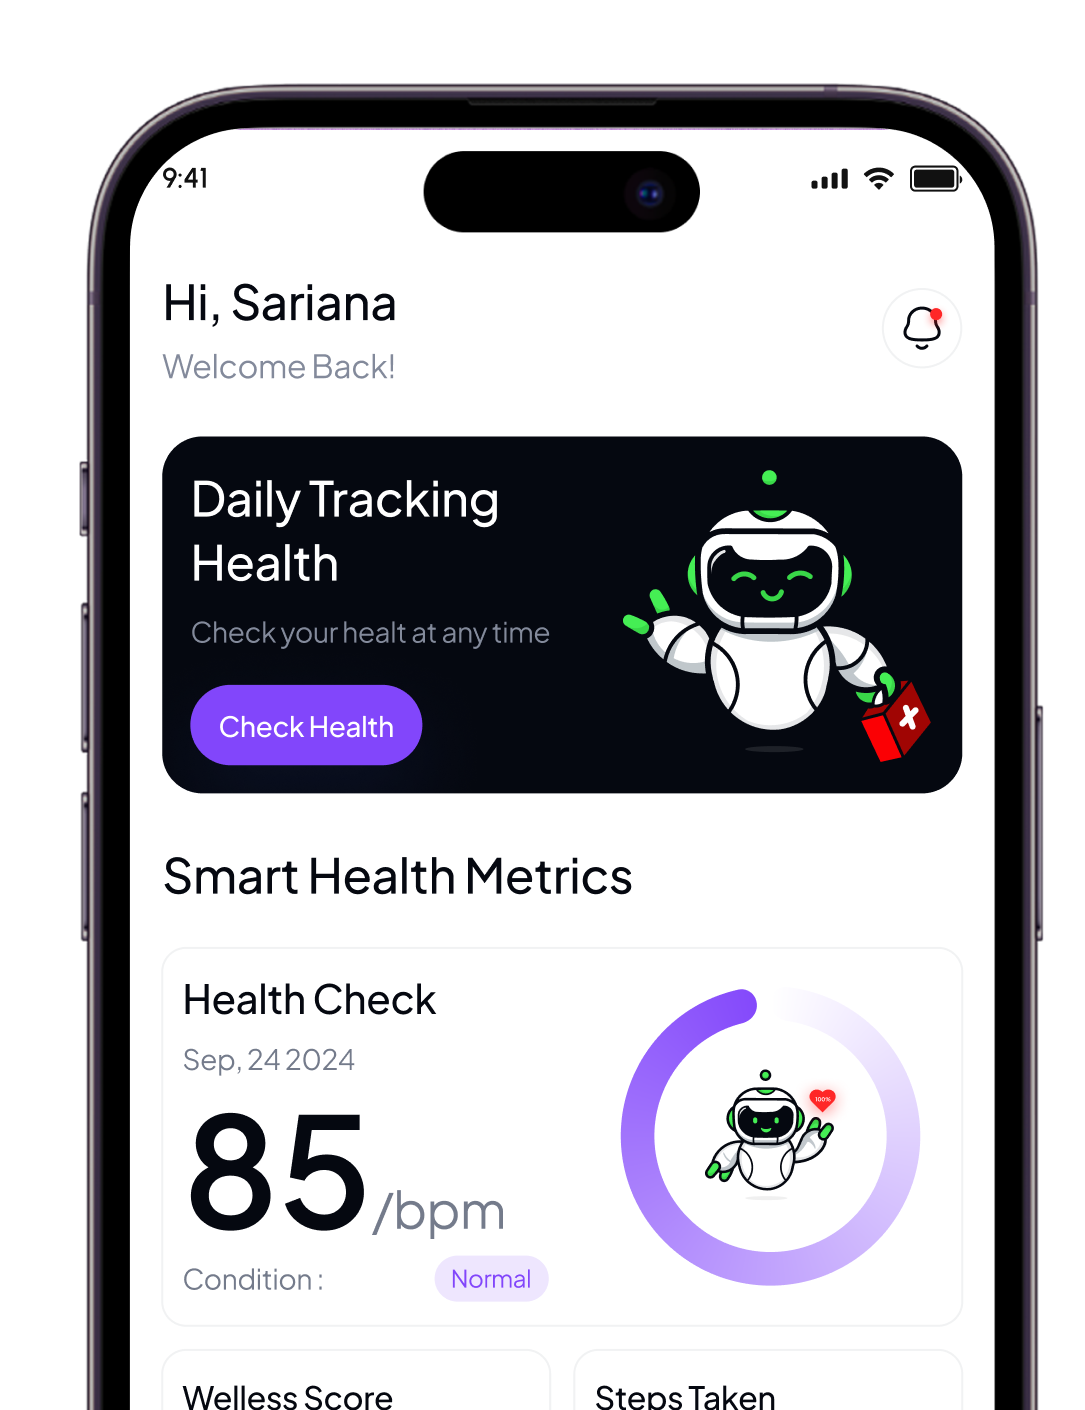 9:41
Hi, Sariana
Welcome Back!
Daily Tracking
Health
Check your healt at any time
Check Health
Smart Health Metrics
Health Check
Sep, 24 2024
100%
85/bpm
Condition :
Normal
Welless Score
Steps Taken